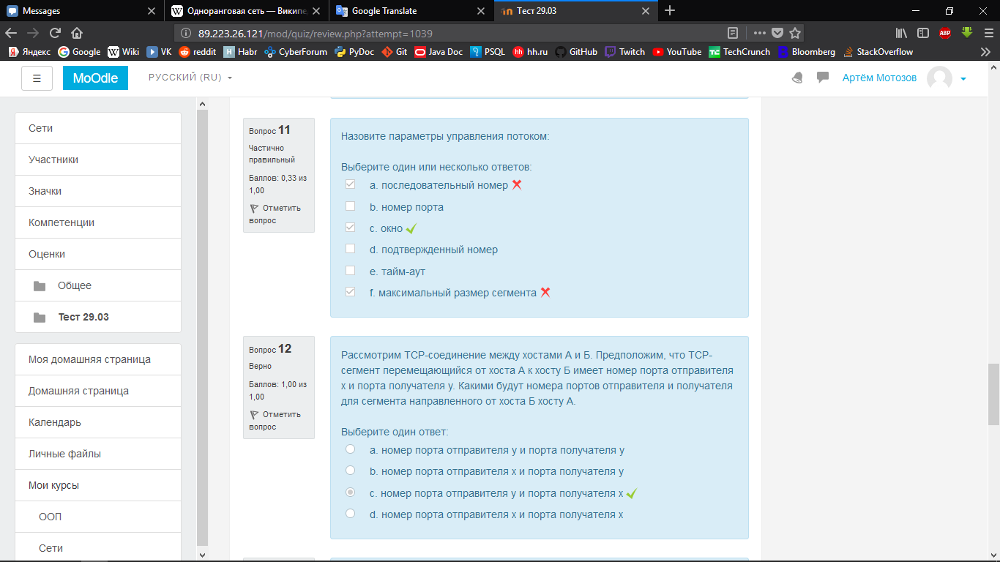 Messages
Одноранговая сеть — Википе
Google Translate
Тест 29.03
89.223.26.121/mod/quiz/review.php?attempt=1039
ABP
Яндекс
Google
Wiki
VK
reddit
Habr
CyberForum
PyDoc
Git
Java Doc
PSQL
hh.ru
GitHub
Twitch
YouTube
TechCrunch
Bloomberg
StackOverflow
MoOdle
РУССКИЙ (RU)
Артём Мотозов
Сети
Участники
Значки
Компетенции
Оценки
Общее
Тест 29.03
Моя домашняя страница
Домашняя страница
Календарь
Личные файлы
Мои курсы
ООП
Сети
Вопрос 11
Частично
правильный
Баллов: 0,33 из
1,00
Отметить
вопрос
Назовите параметры управления потоком:
Выберите один или несколько ответов:
a. последовательный номер
b. номер порта
c. окно
d. подтвержденный номер
e. тайм-аут
f. максимальный размер сегмента
Вопрос 12
Верно
Баллов: 1,00 из
1,00
Отметить
вопрос
Рассмотрим TCP-соединение между хостами А и Б. Предположим, что TCP-
сегмент перемещающийся от хоста А к хосту Б имеет номер порта отправителя
x и порта получателя y. Какими будут номера портов отправителя и получателя
для сегмента направленного от хоста Б хосту А.
Выберите один ответ:
a. номер порта отправителя y и порта получателя y
b. номер порта отправителя x и порта получателя y
c. номер порта отправителя y и порта получателя x
d. номер порта отправителя x и порта получателя x